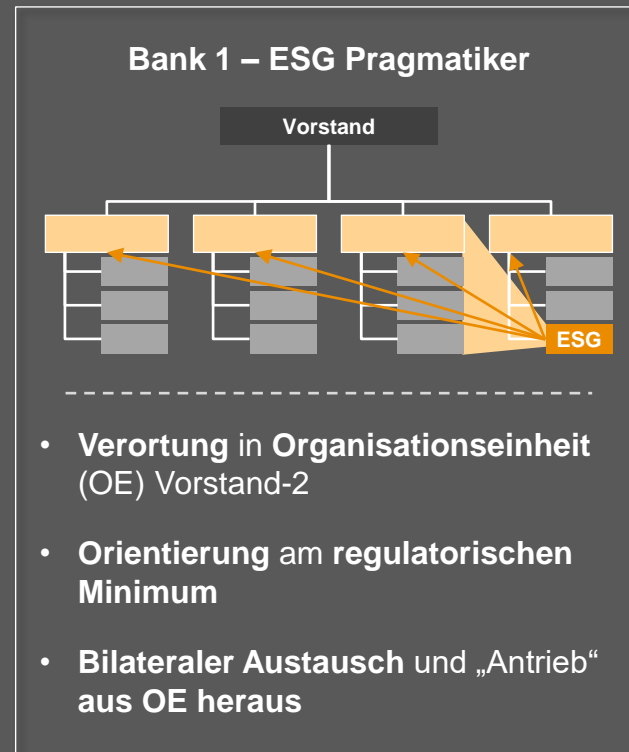 Bank 1 – ESG Pragmatiker
Vorstand
ESG
• Verortung in Organisationseinheit
(OE) Vorstand-2
• Orientierung am regulatorischen
Minimum
• Bilateraler Austausch und „Antrieb“
aus OE heraus